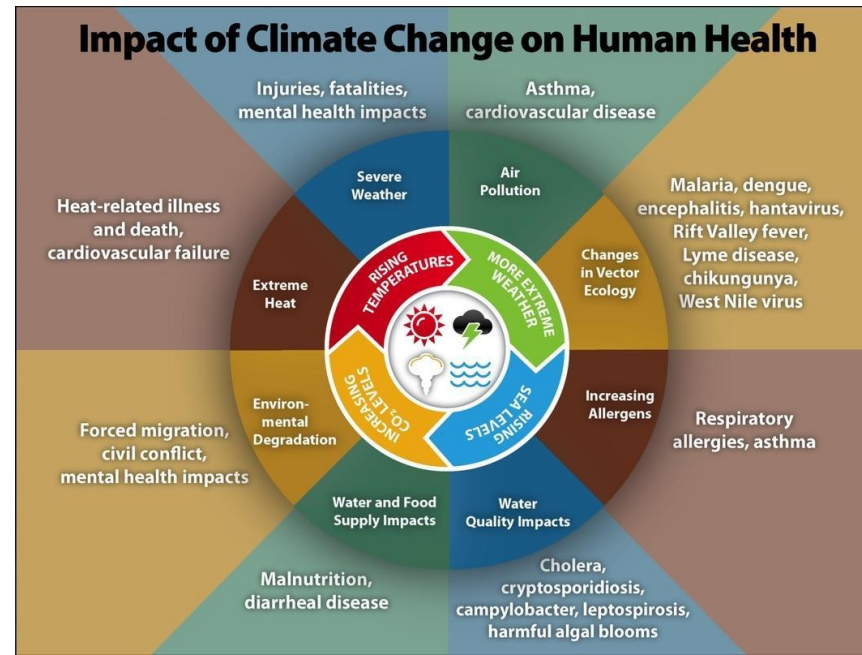 Impact of Climate Change on Human Health
Injuries, fatalities,
mental health impacts
Asthma,
cardiovascular disease
Severe
Weather
Air
Pollution
Heat-related illness
and death,
cardiovascular failure
Extreme
Heat
RISING
TEMPERATURES
MORE EXTREME
WEATHER
Changes
in Vector
Ecology
Malaria, dengue,
encephalitis, hantavirus,
Rift Valley fever,
Lyme disease,
chikungunya,
West Nile virus
Forced migration,
civil conflict,
mental health impacts
Environ-
mental
Degradation
INCREASING
CO₂ LEVELS
RISING
SEA LEVELS
Increasing
Allergens
Respiratory
allergies, asthma
Water and Food
Supply Impacts
Water
Quality Impacts
Malnutrition,
diarrheal disease
Cholera,
cryptosporidiosis,
campylobacter, leptospirosis,
harmful algal blooms